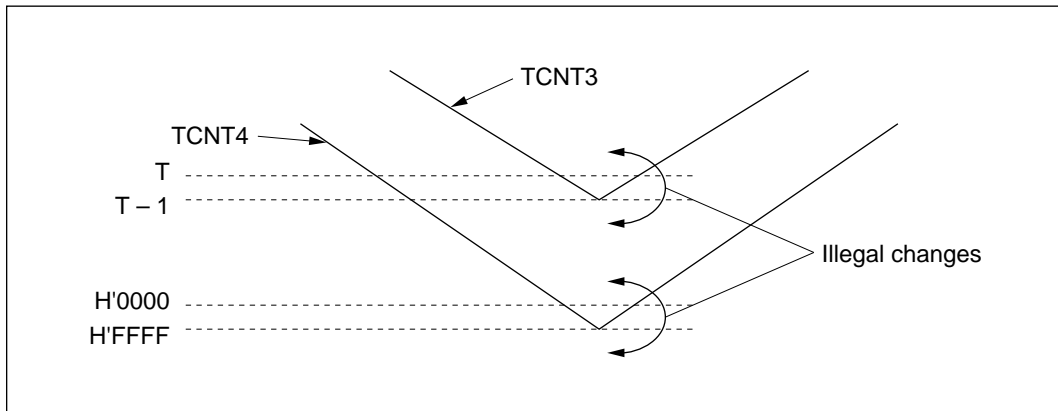 TCNT3
TCNT4
T
T – 1
Illegal changes
H'0000
H'FFFF